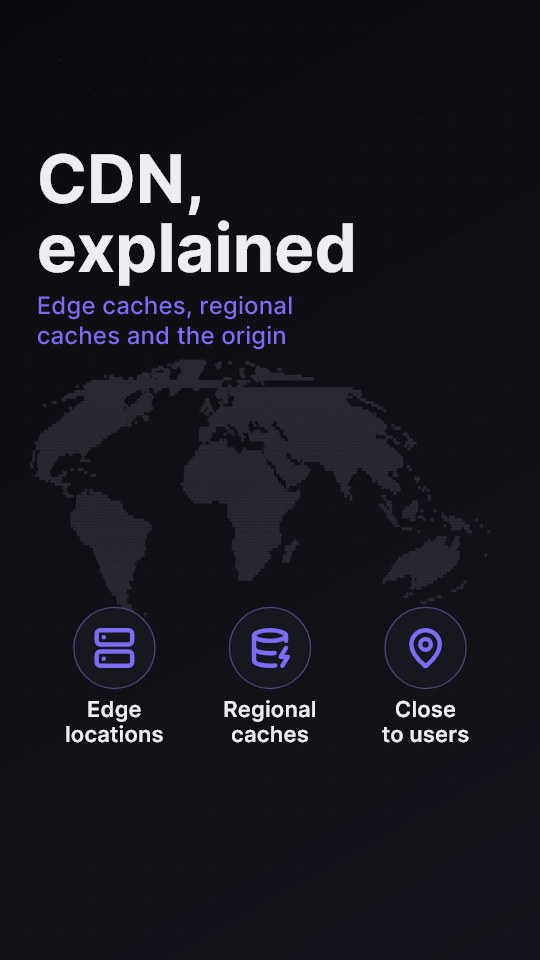 CDN,
explained
Edge caches, regional
caches and the origin
Edge
locations
Regional
caches
Close
to users